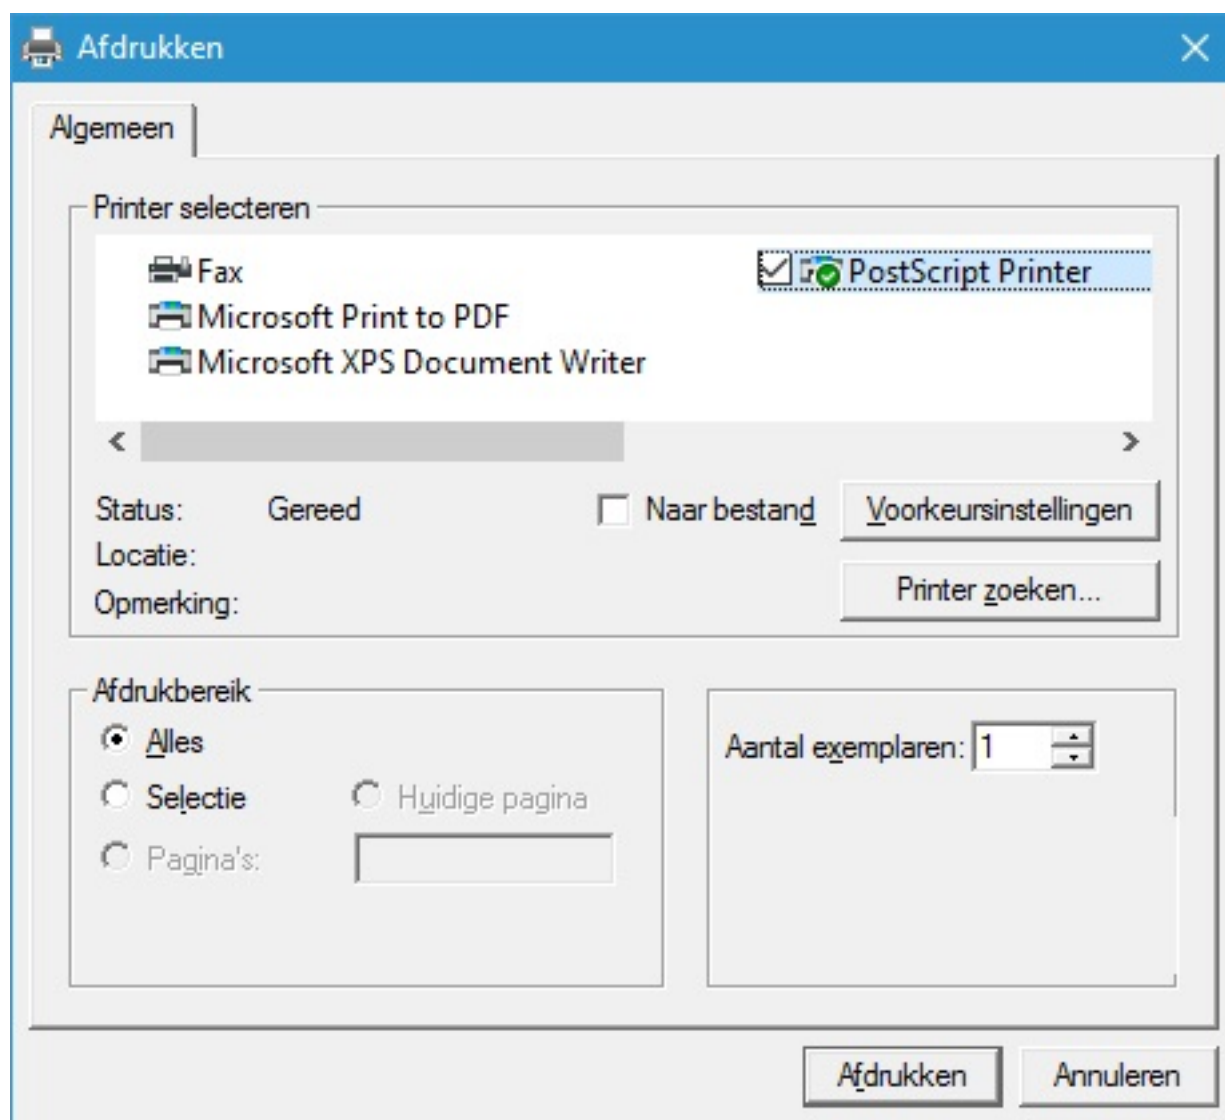 Afdrukken
Algemeen
Printer selecteren
Fax
PostScript Printer
Microsoft Print to PDF
Microsoft XPS Document Writer
Status: Gereed
Naar bestand
Voorkeursinstellingen
Locatie:
Opmerking:
Printer zoeken...
Afdrukbereik
Alles
Selectie
Huidige pagina
Pagina's:
Aantal exemplaren: 1
Afdrukken
Annuleren